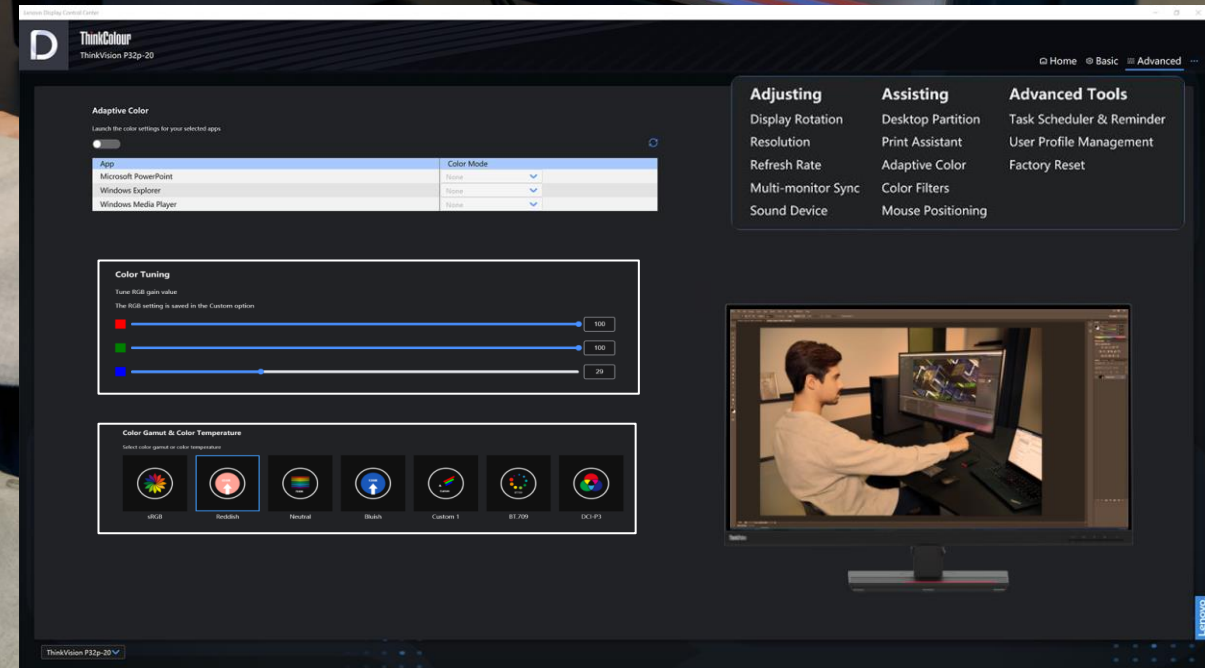 Lenovo Display Control Center
ThinkColour
ThinkVision P32p-20
Home Basic Advanced
Adjusting
Display Rotation
Resolution
Refresh Rate
Multi-monitor Sync
Sound Device
Assisting
Desktop Partition
Print Assistant
Adaptive Color
Color Filters
Mouse Positioning
Advanced Tools
Task Scheduler & Reminder
User Profile Management
Factory Reset
Adaptive Color
Launch the color settings for your selected apps
App Color Mode
Microsoft PowerPoint None
Windows Explorer None
Windows Media Player None
Color Tuning
Tune RGB gain value
The RGB setting is saved in the Custom option
100
100
29
Color Gamut & Color Temperature
Select color gamut or color temperature
sRGB Reddish Neutral Bluish Custom 1 BT.709 DCI-P3
ThinkVision
Lenovo
ThinkVision P32p-20